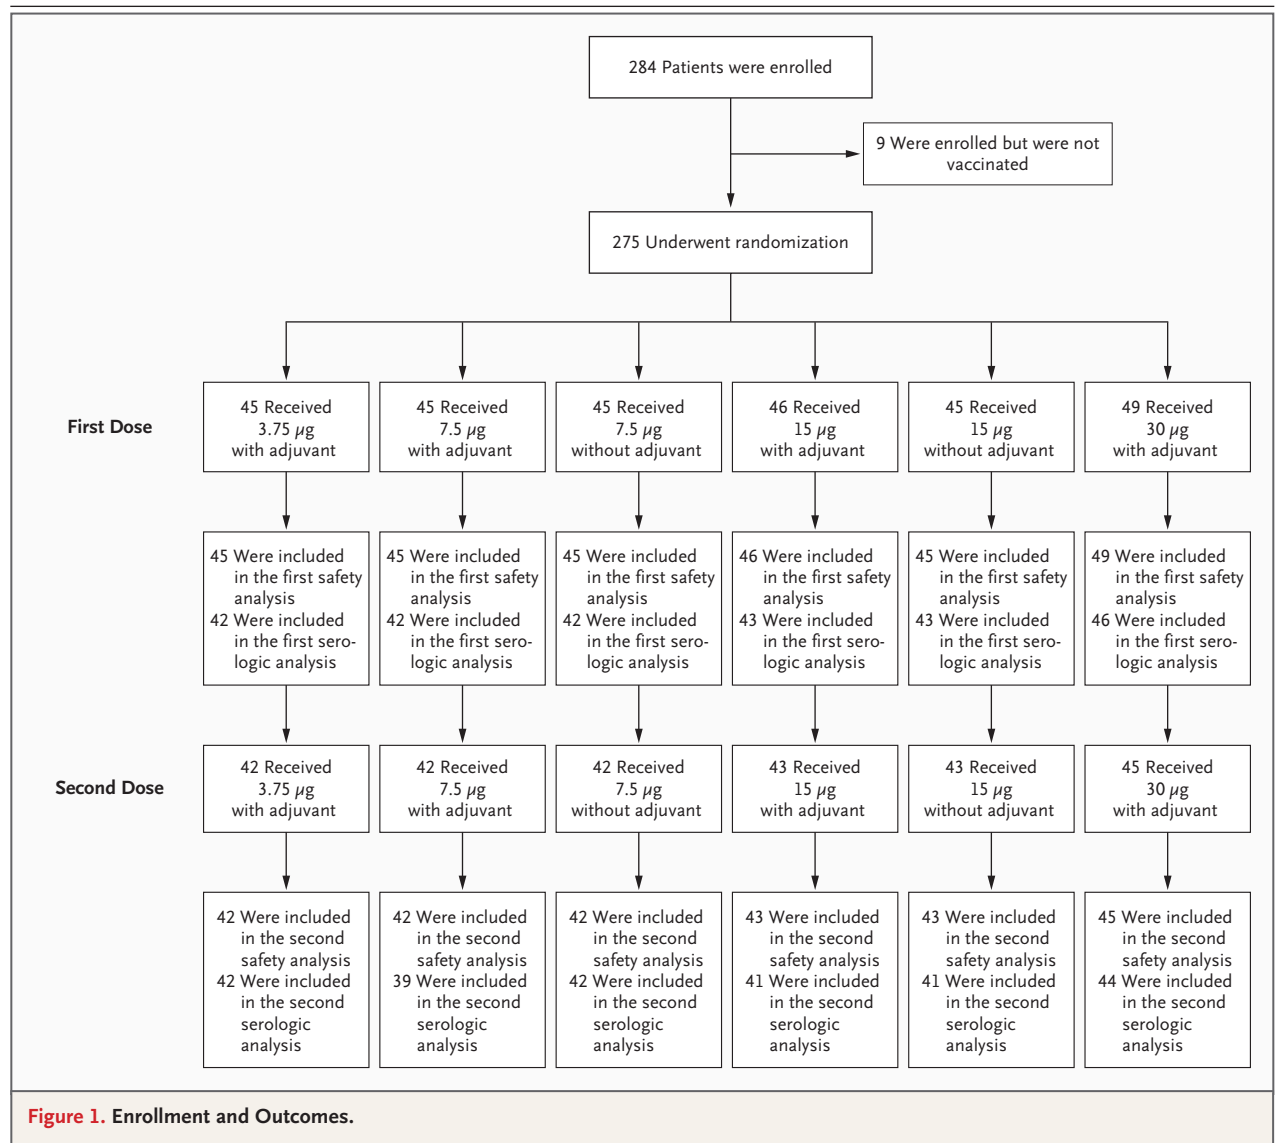 284 Patients were enrolled
9 Were enrolled but were not
vaccinated
275 Underwent randomization
First Dose
45 Received
3.75 µg
with adjuvant
45 Received
7.5 µg
with adjuvant
45 Received
7.5 µg
without adjuvant
46 Received
15 µg
with adjuvant
45 Received
15 µg
without adjuvant
49 Received
30 µg
with adjuvant
45 Were included
in the first safety
analysis
42 Were included
in the first sero-
logic analysis
45 Were included
in the first safety
analysis
42 Were included
in the first sero-
logic analysis
45 Were included
in the first safety
analysis
42 Were included
in the first sero-
logic analysis
46 Were included
in the first safety
analysis
43 Were included
in the first sero-
logic analysis
45 Were included
in the first safety
analysis
43 Were included
in the first sero-
logic analysis
49 Were included
in the first safety
analysis
46 Were included
in the first sero-
logic analysis
Second Dose
42 Received
3.75 µg
with adjuvant
42 Received
7.5 µg
with adjuvant
42 Received
7.5 µg
without adjuvant
43 Received
15 µg
with adjuvant
43 Received
15 µg
without adjuvant
45 Received
30 µg
with adjuvant
42 Were included
in the second
safety analysis
42 Were included
in the second
serologic
analysis
42 Were included
in the second
safety analysis
39 Were included
in the second
serologic
analysis
42 Were included
in the second
safety analysis
42 Were included
in the second
serologic
analysis
43 Were included
in the second
safety analysis
41 Were included
in the second
serologic
analysis
43 Were included
in the second
safety analysis
41 Were included
in the second
serologic
analysis
45 Were included
in the second
safety analysis
44 Were included
in the second
serologic
analysis
Figure 1. Enrollment and Outcomes.